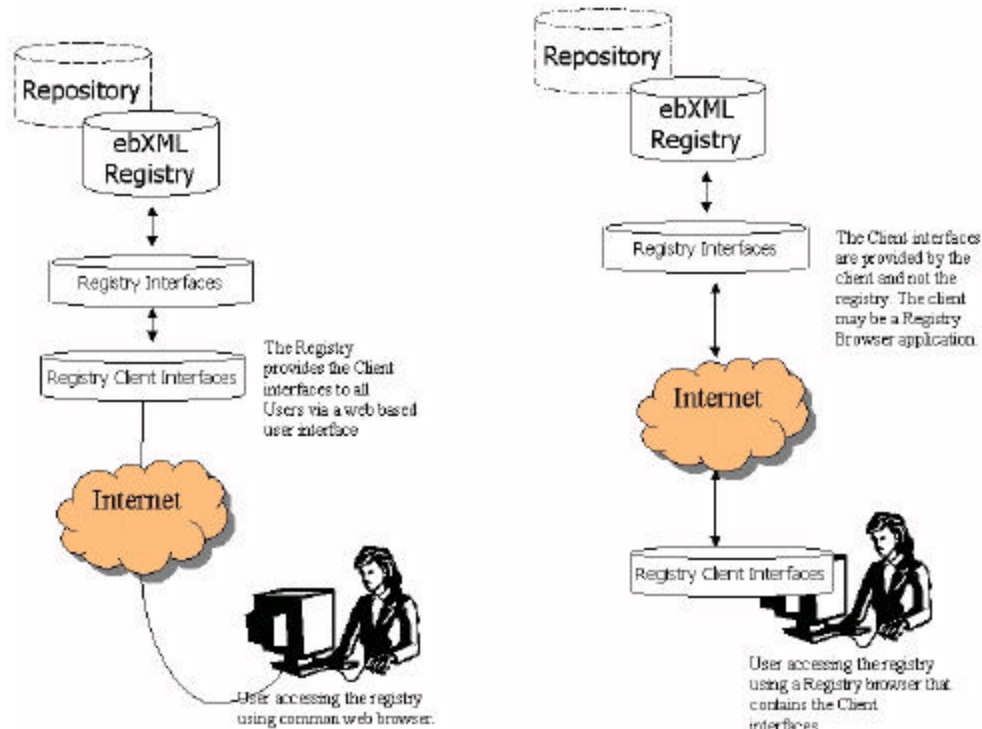 Repository
ebXML
Registry
Registry Interfaces
Registry Client Interfaces
The Registry
provides the Client
interfaces to all
Users via a web based
user interface
Internet
User accessing the registry
using common web browser.
Repository
ebXML
Registry
Registry Interfaces
The Client interfaces
are provided by the
client and not the
registry. The client
may be a Registry
Browser application.
Internet
Registry Client Interfaces
User accessing the registry
using a Registry browser that
contains the Client
interfaces